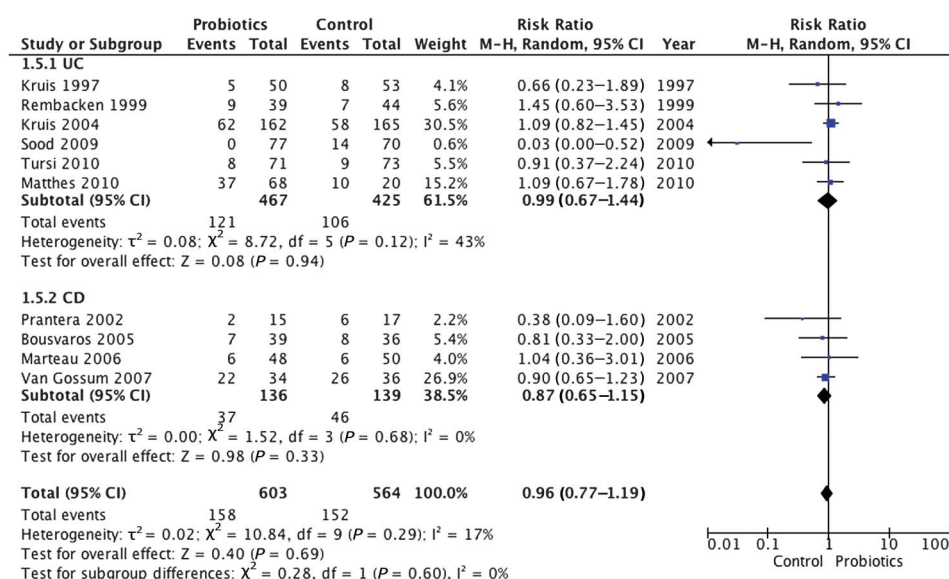 Probiotics Control Risk Ratio Risk Ratio
Study or Subgroup Events Total Events Total Weight M–H, Random, 95% CI Year M–H, Random, 95% CI
1.5.1 UC
Kruis 1997 5 50 8 53 4.1% 0.66 (0.23–1.89) 1997
Rembacken 1999 9 39 7 44 5.6% 1.45 (0.60–3.53) 1999
Kruis 2004 62 162 58 165 30.5% 1.09 (0.82–1.45) 2004
Sood 2009 0 77 14 70 0.6% 0.03 (0.00–0.52) 2009
Tursi 2010 8 71 9 73 5.5% 0.91 (0.37–2.24) 2010
Matthes 2010 37 68 10 20 15.2% 1.09 (0.67–1.78) 2010
Subtotal (95% CI) 467 425 61.5% 0.99 (0.67–1.44)
Total events 121 106
Heterogeneity: τ² = 0.08; χ² = 8.72, df = 5 (P = 0.12); I² = 43%
Test for overall effect: Z = 0.08 (P = 0.94)
1.5.2 CD
Prantera 2002 2 15 6 17 2.2% 0.38 (0.09–1.60) 2002
Bousvaros 2005 7 39 8 36 5.4% 0.81 (0.33–2.00) 2005
Marteau 2006 6 48 6 50 4.0% 1.04 (0.36–3.01) 2006
Van Gossum 2007 22 34 26 36 26.9% 0.90 (0.65–1.23) 2007
Subtotal (95% CI) 136 139 38.5% 0.87 (0.65–1.15)
Total events 37 46
Heterogeneity: τ² = 0.00; χ² = 1.52, df = 3 (P = 0.68); I² = 0%
Test for overall effect: Z = 0.98 (P = 0.33)
Total (95% CI) 603 564 100.0% 0.96 (0.77–1.19)
Total events 158 152
Heterogeneity: τ² = 0.02; χ² = 10.84, df = 9 (P = 0.29); I² = 17%
Test for overall effect: Z = 0.40 (P = 0.69)
Test for subgroup differences: χ² = 0.28, df = 1 (P = 0.60), I² = 0%
0.01 0.1 1 10 100
Control Probiotics